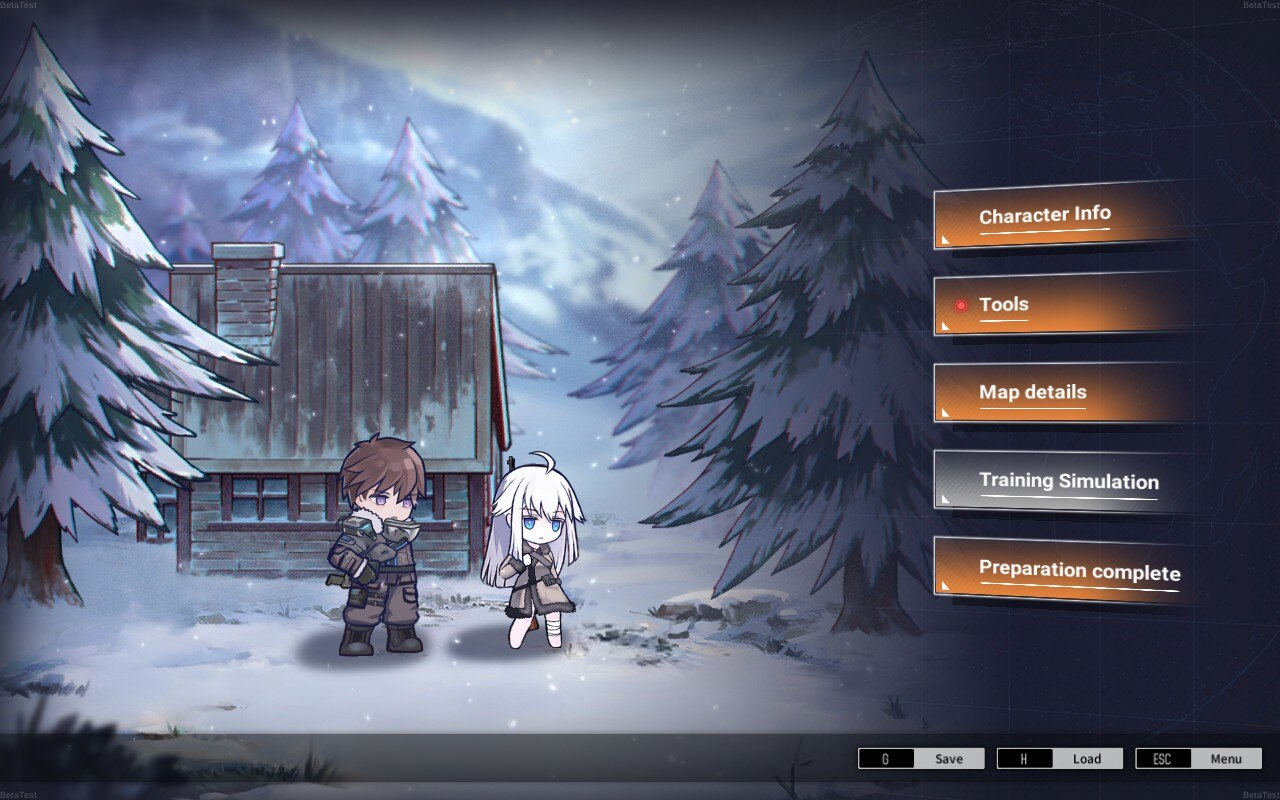 BetaTest
BetaTest
Character Info
Tools
Map details
Training Simulation
Preparation complete
G Save H Load ESC Menu
BetaTest
BetaTest